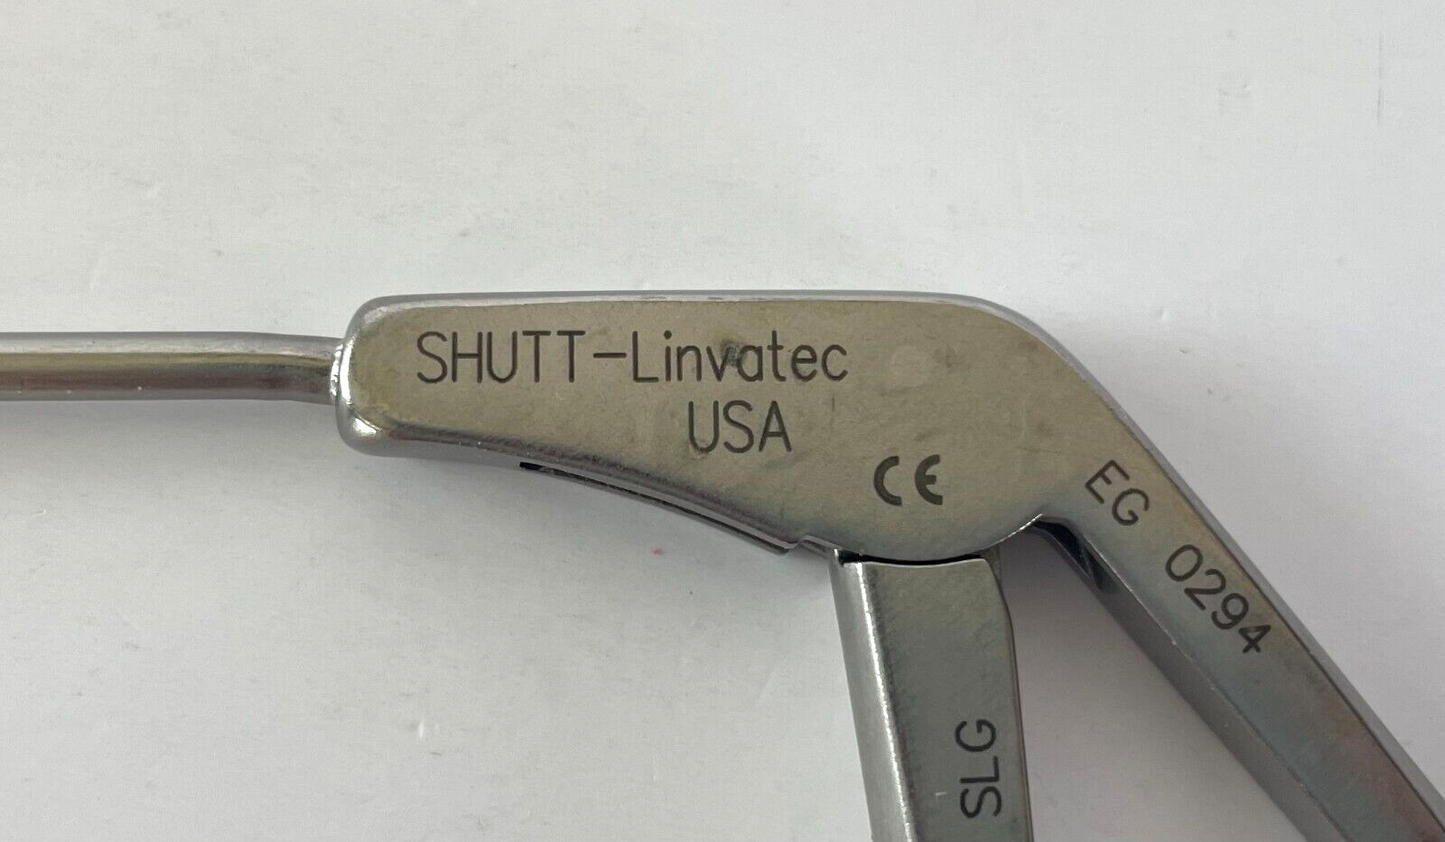 SHUTT-Linvatec
USA
CE
EG 0294
SLG